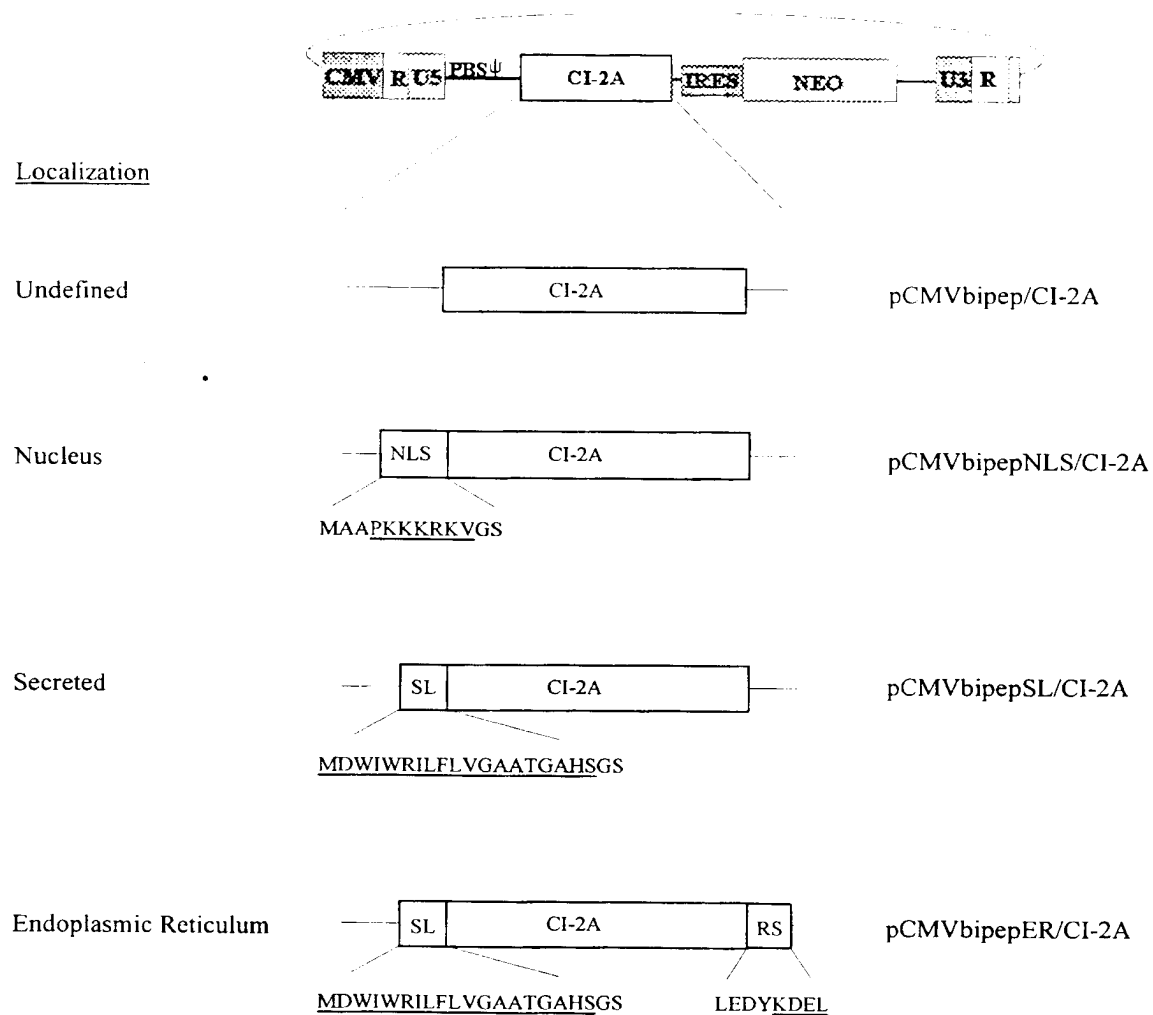 CMV R U5 PBS ψ CI-2A IRES NEO U3 R
Localization
Undefined CI-2A pCMVbipep/CI-2A
Nucleus NLS CI-2A pCMVbipepNLS/CI-2A
MAAPKKKRKVGS
Secreted SL CI-2A pCMVbipepSL/CI-2A
MDWIWRILFLVGAATGAHSGS
Endoplasmic Reticulum SL CI-2A RS pCMVbipepER/CI-2A
MDWIWRILFLVGAATGAHSGS LEDYKDEL